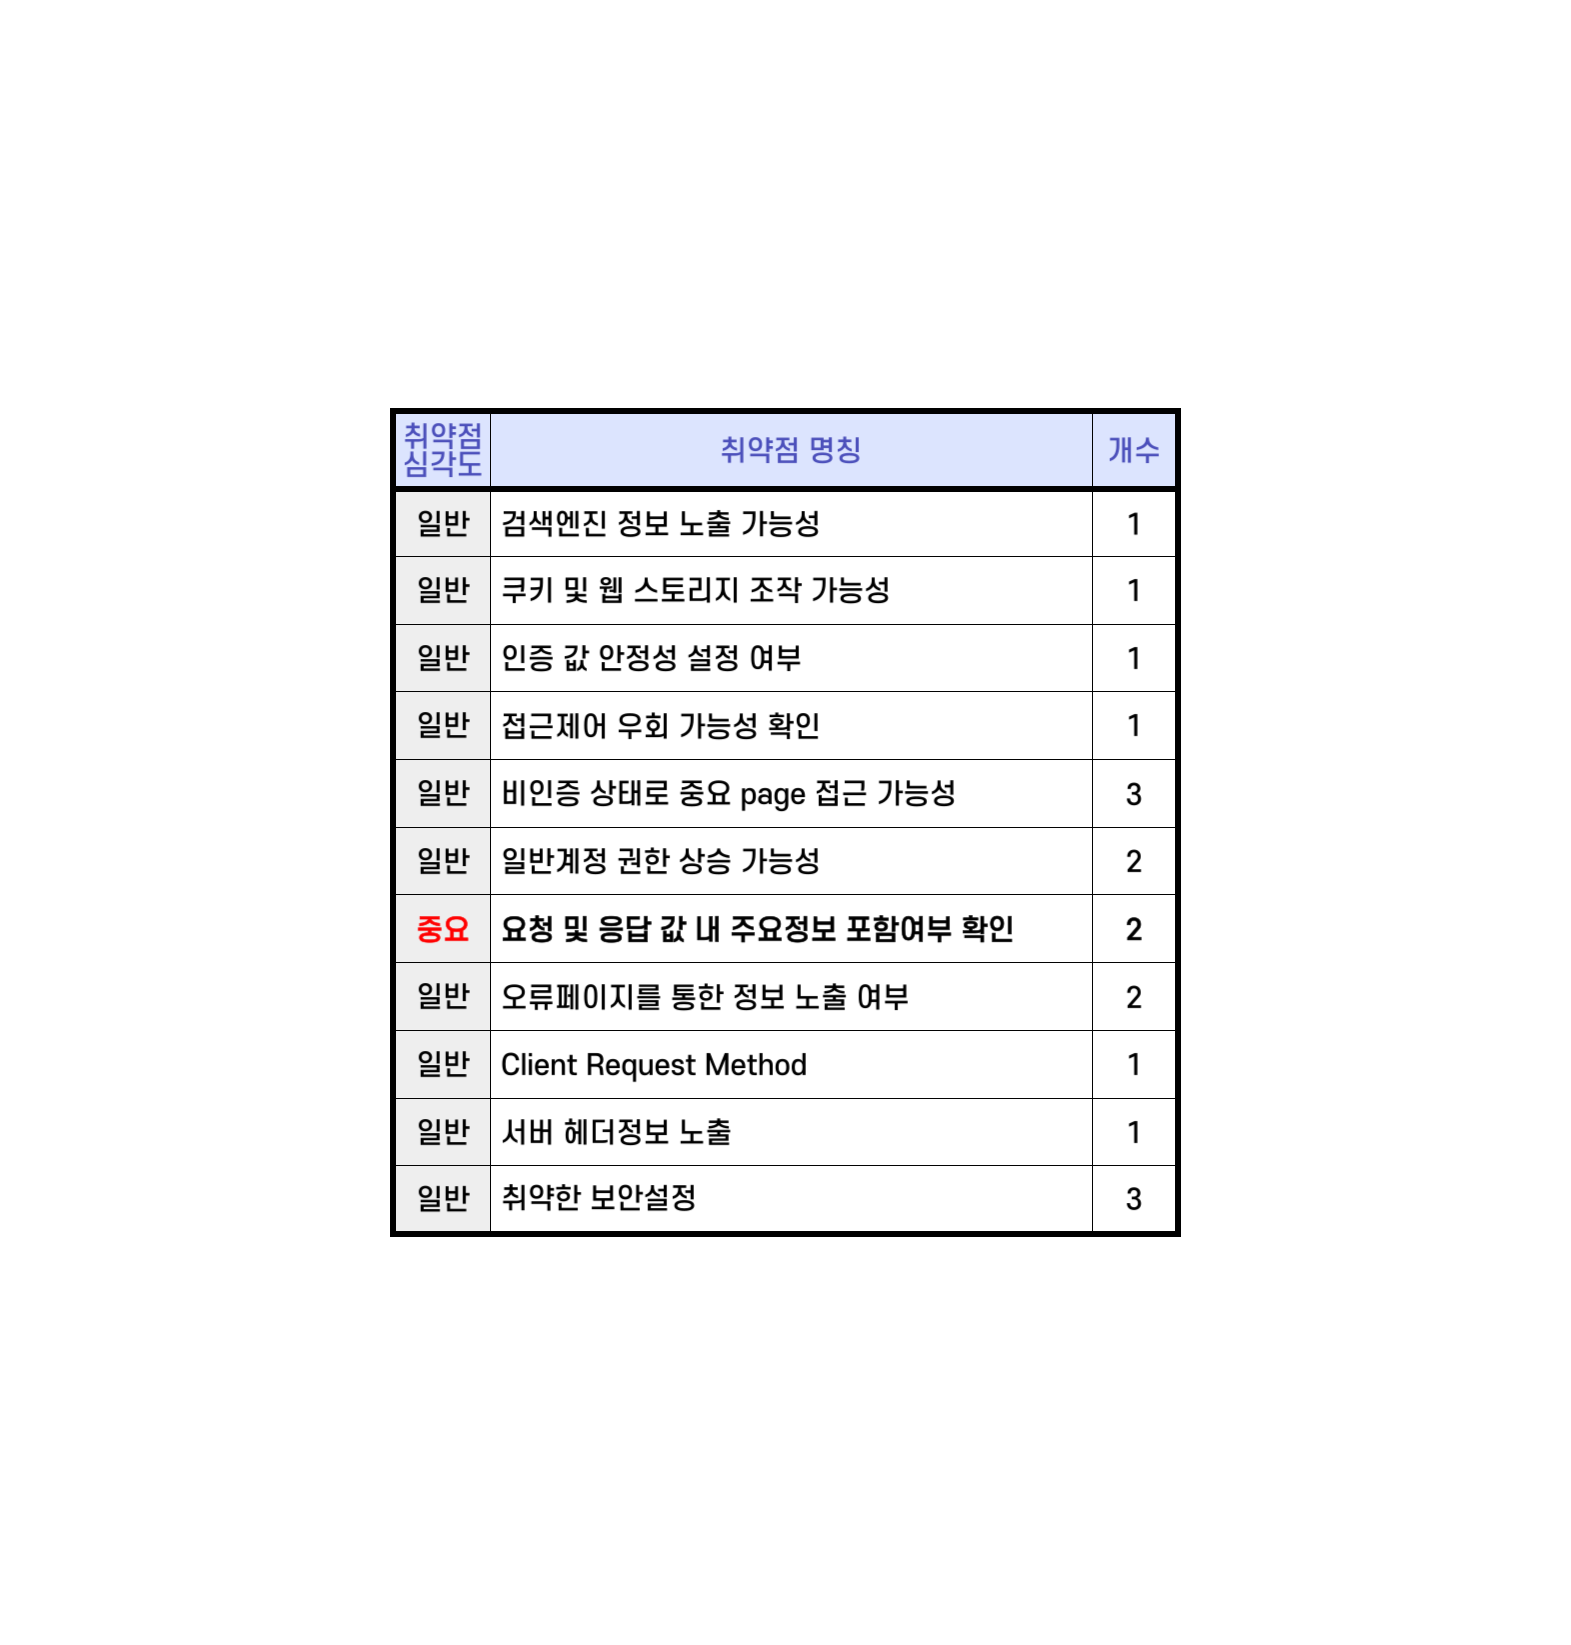 취약점
심각도 취약점 명칭 개수
일반 검색엔진 정보 노출 가능성 1
일반 쿠키 및 웹 스토리지 조작 가능성 1
일반 인증 값 안정성 설정 여부 1
일반 접근제어 우회 가능성 확인 1
일반 비인증 상태로 중요 page 접근 가능성 3
일반 일반계정 권한 상승 가능성 2
중요 요청 및 응답 값 내 주요정보 포함여부 확인 2
일반 오류페이지를 통한 정보 노출 여부 2
일반 Client Request Method 1
일반 서버 헤더정보 노출 1
일반 취약한 보안설정 3